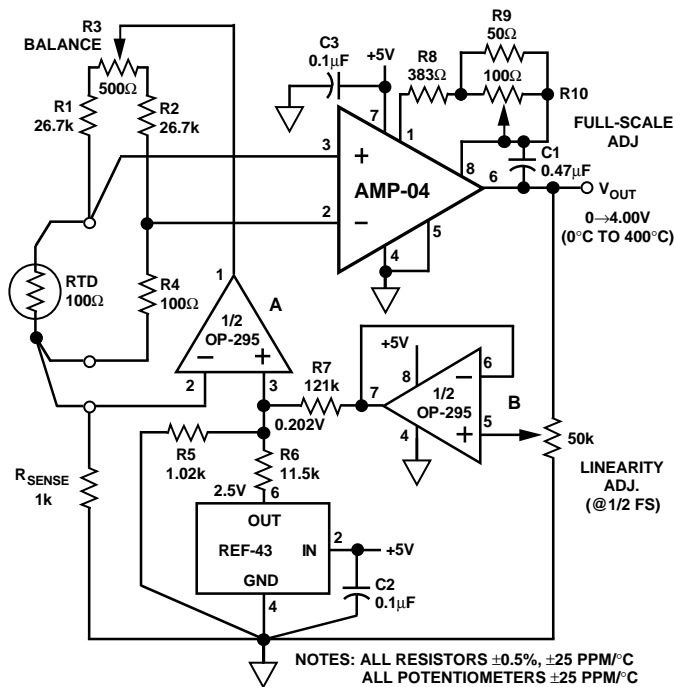 R3
BALANCE
500Ω
R1
26.7k
R2
26.7k
C3
0.1μF
+5V
R8
383Ω
R9
50Ω
100Ω
R10
FULL-SCALE
ADJ
7
1
8
3
+
AMP-04
2
−
6
C1
0.47μF
VOUT
0→4.00V
(0°C TO 400°C)
5
4
RTD
100Ω
R4
100Ω
1
A
1/2
OP-295
−
+
2
3
R7
121k
7
+5V
8
6
−
1/2
OP-295
B
5
+
4
50k
LINEARITY
ADJ.
(@1/2 FS)
0.202V
R5
1.02k
R6
11.5k
RSENSE
1k
2.5V
6
OUT
REF-43
IN
2
+5V
GND
4
C2
0.1μF
NOTES: ALL RESISTORS ±0.5%, ±25 PPM/°C
ALL POTENTIOMETERS ±25 PPM/°C